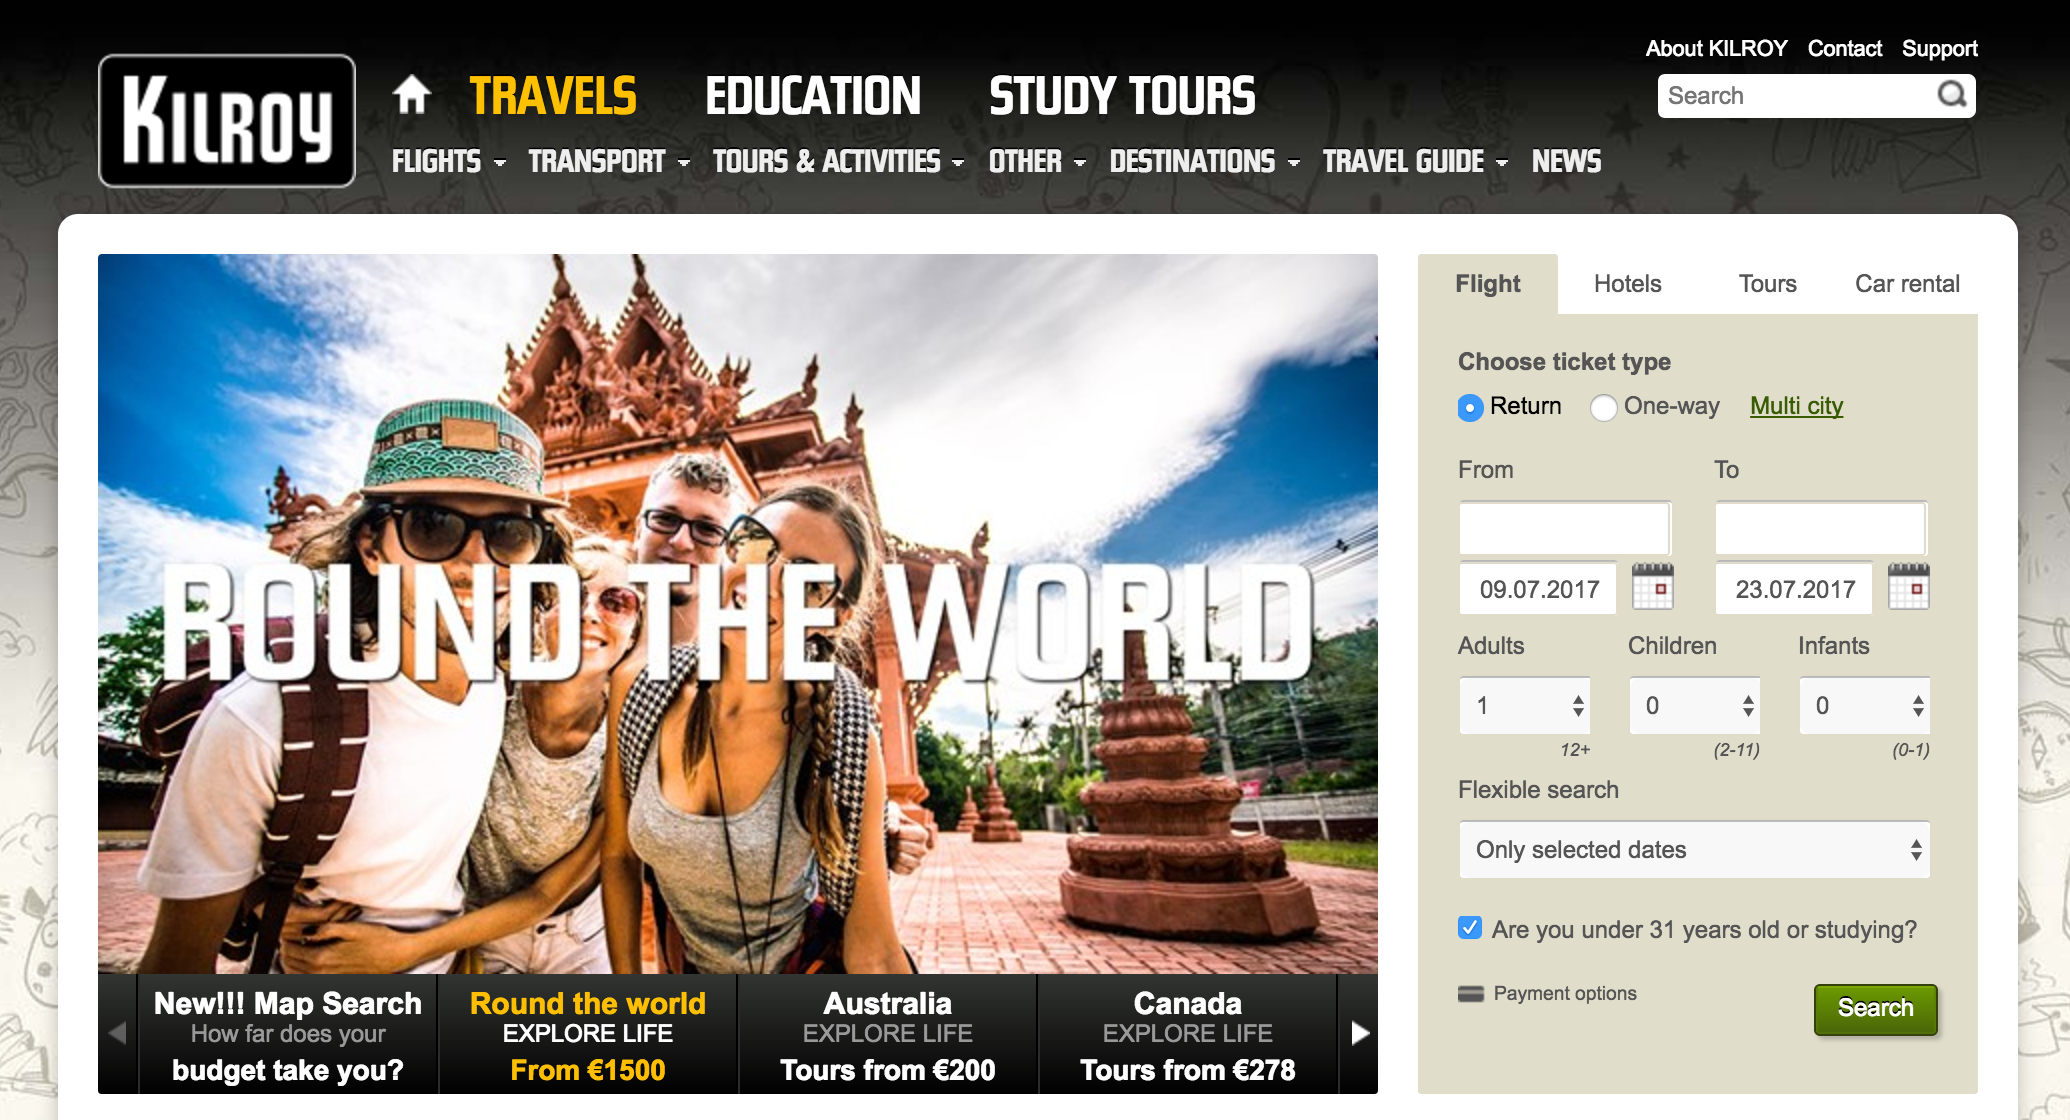 About KILROY Contact Support
KILROY
TRAVELS EDUCATION STUDY TOURS
Search
FLIGHTS TRANSPORT TOURS & ACTIVITIES OTHER DESTINATIONS TRAVEL GUIDE NEWS
ROUND THE WORLD
New!!! Map Search
How far does your
budget take you?
Round the world
EXPLORE LIFE
From €1500
Australia
EXPLORE LIFE
Tours from €200
Canada
EXPLORE LIFE
Tours from €278
Flight Hotels Tours Car rental
Choose ticket type
Return One-way Multi city
From To
09.07.2017 23.07.2017
Adults Children Infants
1 0 0
12+ (2-11) (0-1)
Flexible search
Only selected dates
Are you under 31 years old or studying?
Payment options
Search